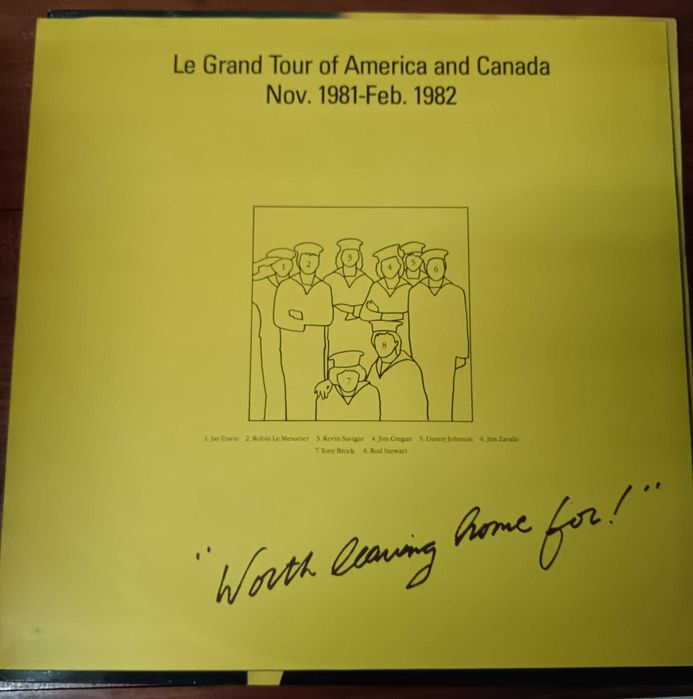 Le Grand Tour of America and Canada
Nov. 1981-Feb. 1982
1 2 3 4 5 6
8
7
1. Jay Davis 2. Robin Le Mesurier 3. Kevin Savigar 4. Jim Cregan 5. Danny Johnson 6. Jim Zavala
7. Tony Brock 8. Rod Stewart
"Worth leaving home for!"